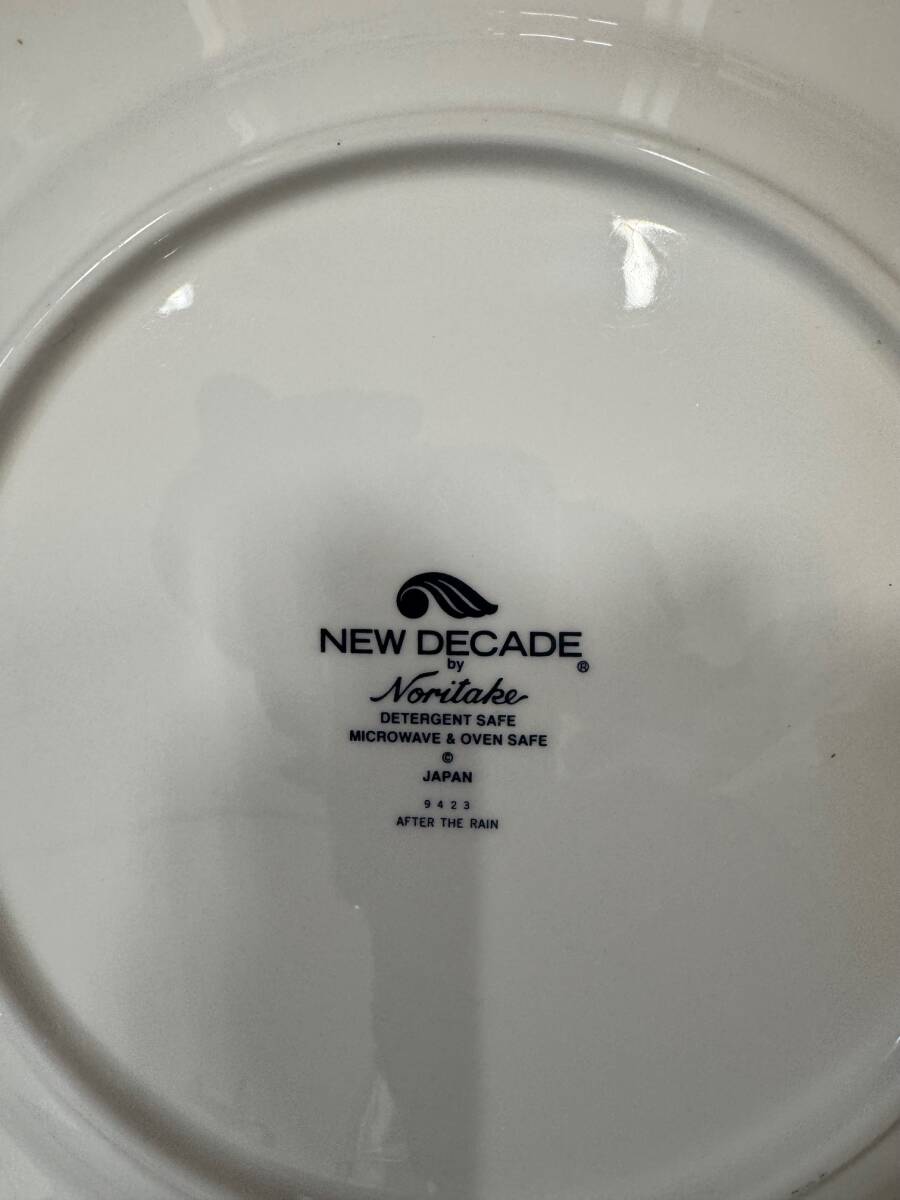 NEW DECADE
®
by
Noritake
DETERGENT SAFE
MICROWAVE & OVEN SAFE
©
JAPAN
9423
AFTER THE RAIN